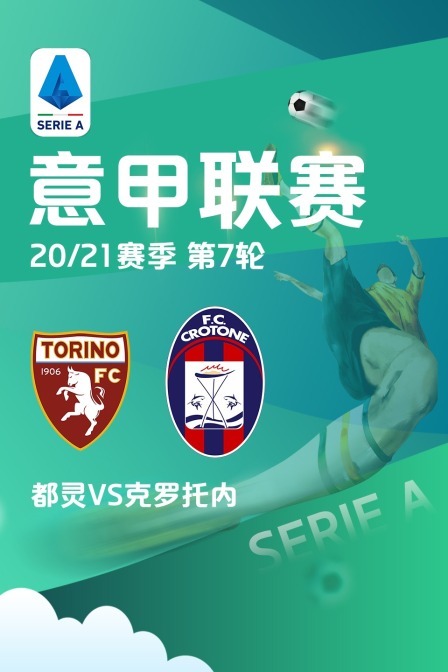 SERIE A
意甲联赛
20/21赛季 第7轮
TORINO
1906 FC
F.C.
CROTONE
都灵VS克罗托内
SERIE A